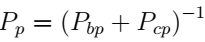 $P_p = (P_{bp} + P_{cp})^{-1}$